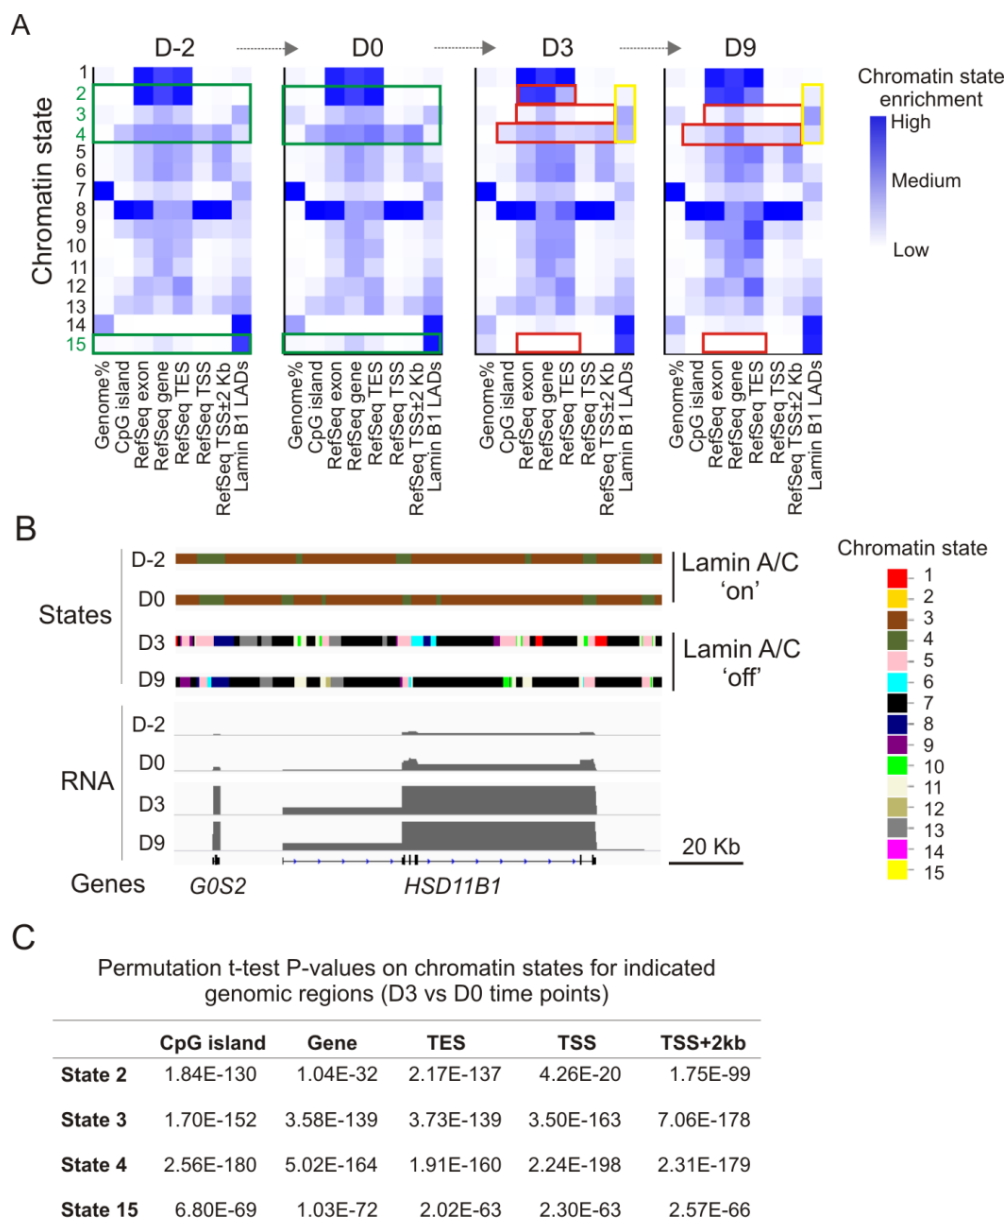 A
D-2
D0
D3
D9
Chromatin state
1
2
3
4
5
6
7
8
9
10
11
12
13
14
15
Chromatin state
enrichment
High
Medium
Low
Genome%
CpG island
RefSeq exon
RefSeq gene
RefSeq TES
RefSeq TSS
RefSeq TSS±2 Kb
Lamin B1 LADs
Genome%
CpG island
RefSeq exon
RefSeq gene
RefSeq TES
RefSeq TSS
RefSeq TSS±2 Kb
Lamin B1 LADs
Genome%
CpG island
RefSeq exon
RefSeq gene
RefSeq TES
RefSeq TSS
RefSeq TSS±2 Kb
Lamin B1 LADs
Genome%
CpG island
RefSeq exon
RefSeq gene
RefSeq TES
RefSeq TSS
RefSeq TSS±2 Kb
Lamin B1 LADs
B
States
D-2
D0
D3
D9
Lamin A/C
'on'
Lamin A/C
'off'
RNA
D-2
D0
D3
D9
20 Kb
Genes
G0S2
HSD11B1
Chromatin state
1
2
3
4
5
6
7
8
9
10
11
12
13
14
15
C
Permutation t-test P-values on chromatin states for indicated
genomic regions (D3 vs D0 time points)
CpG island Gene TES TSS TSS+2kb
State 2 1.84E-130 1.04E-32 2.17E-137 4.26E-20 1.75E-99
State 3 1.70E-152 3.58E-139 3.73E-139 3.50E-163 7.06E-178
State 4 2.56E-180 5.02E-164 1.91E-160 2.24E-198 2.31E-179
State 15 6.80E-69 1.03E-72 2.02E-63 2.30E-63 2.57E-66